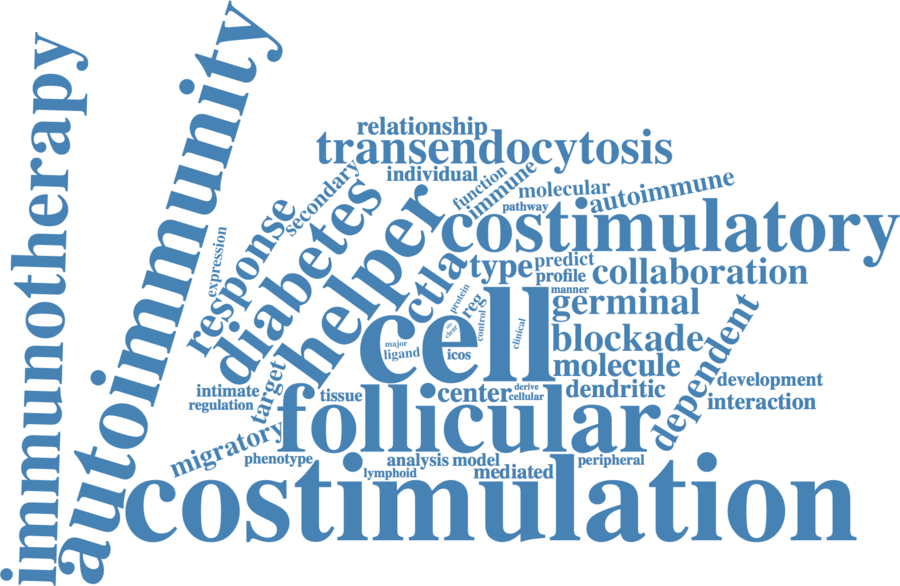 immunotherapy
autoimmunity
relationship
transendocytosis
individual
secondary
function
immune
molecular
pathway
autoimmune
response
expression
diabetes
helper
costimulatory
ctla
type
predict
profile
collaboration
manner
protein
reg
control
clinical
germinal
cell
clear
major
ligand
icos
blockade
molecule
dependent
intimate
regulation
target
tissue
center
derive
cellular
dendritic
development
interaction
follicular
migratory
phenotype
analysis
model
lymphoid
mediated
peripheral
costimulation